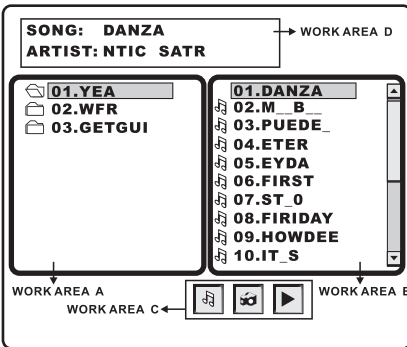 SONG: DANZA
ARTIST: NTIC SATR
WORK AREA D
01.YEA
02.WFR
03.GETGUI
01.DANZA
02.M__B__
03.PUEDE_
04.ETER
05.EYDA
06.FIRST
07.ST_0
08.FIRIDAY
09.HOWDEE
10.IT_S
WORK AREA A
WORK AREA C
WORK AREA B